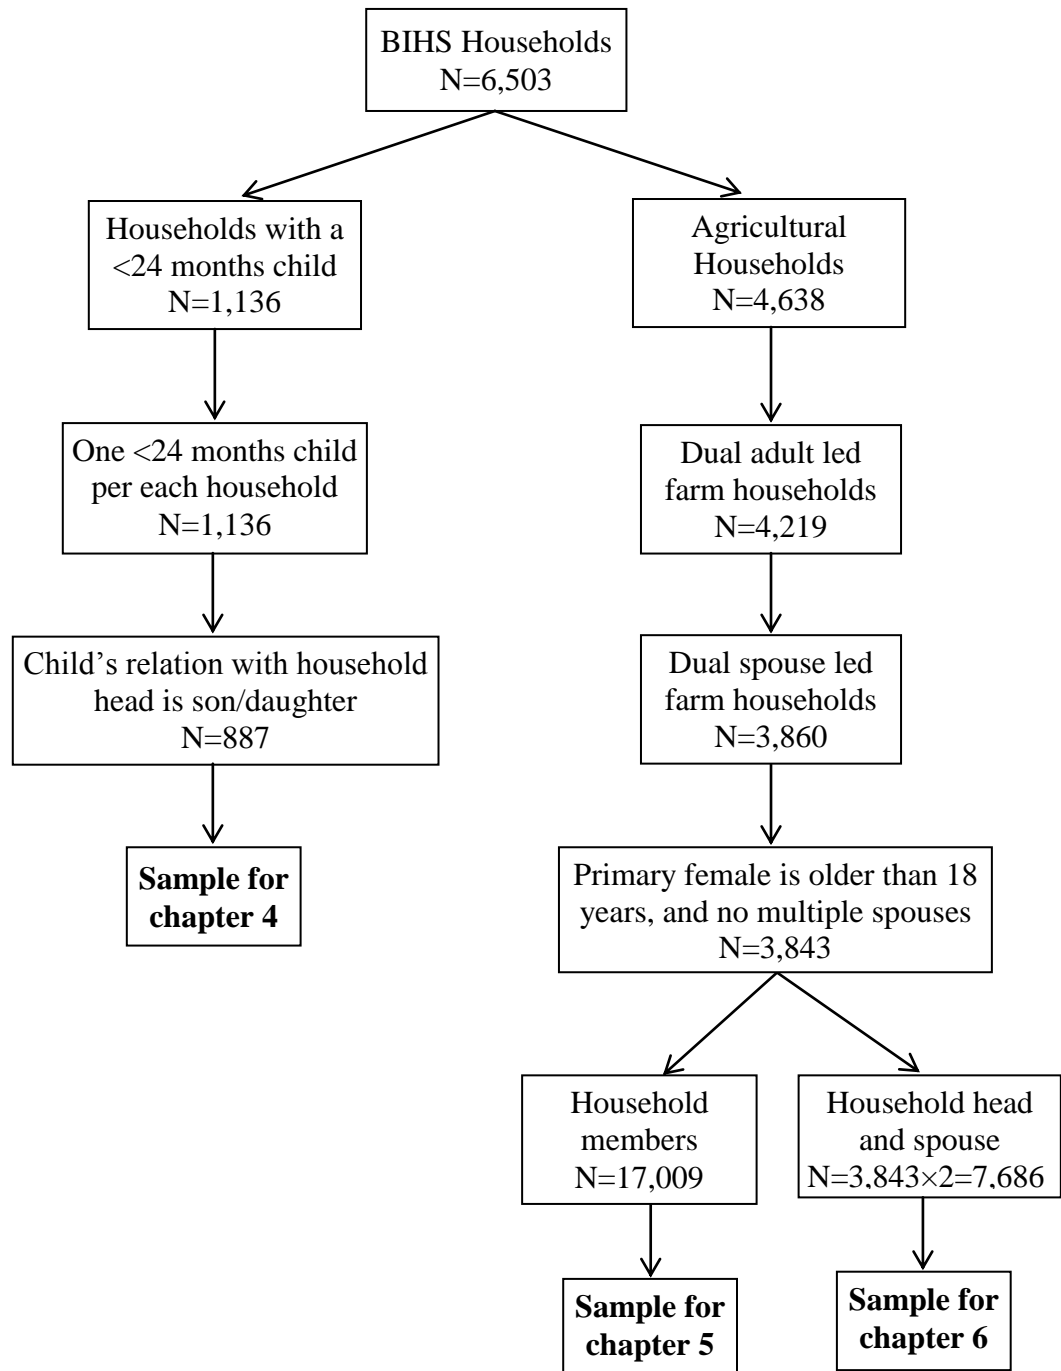 BIHS Households
N=6,503
Households with a
<24 months child
N=1,136
Agricultural
Households
N=4,638
One <24 months child
per each household
N=1,136
Dual adult led
farm households
N=4,219
Child’s relation with household
head is son/daughter
N=887
Dual spouse led
farm households
N=3,860
Sample for
chapter 4
Primary female is older than 18
years, and no multiple spouses
N=3,843
Household
members
N=17,009
Household head
and spouse
N=3,843×2=7,686
Sample for
chapter 5
Sample for
chapter 6